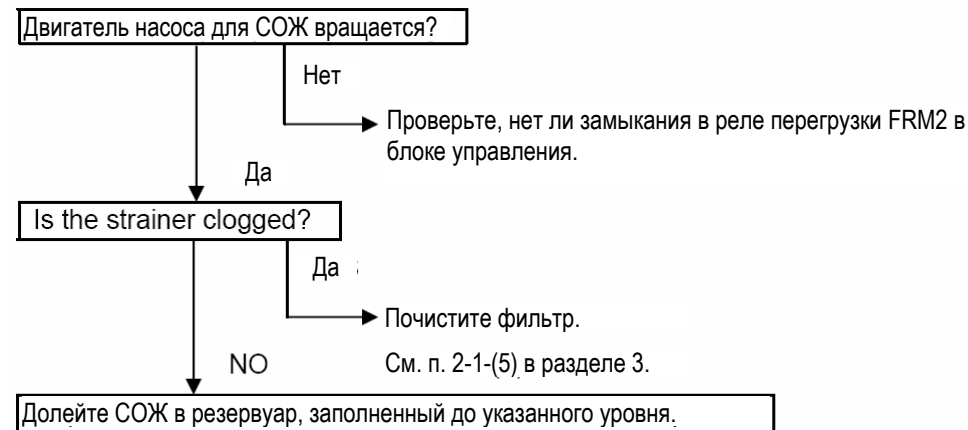 Двигатель насоса для СОЖ вращается?
Нет
Проверьте, нет ли замыкания в реле перегрузки FRM2 в
блоке управления.
Да
Is the strainer clogged?
Да
Почистите фильтр.
NO
См. п. 2-1-(5) в разделе 3.
Долейте СОЖ в резервуар, заполненный до указанного уровня.